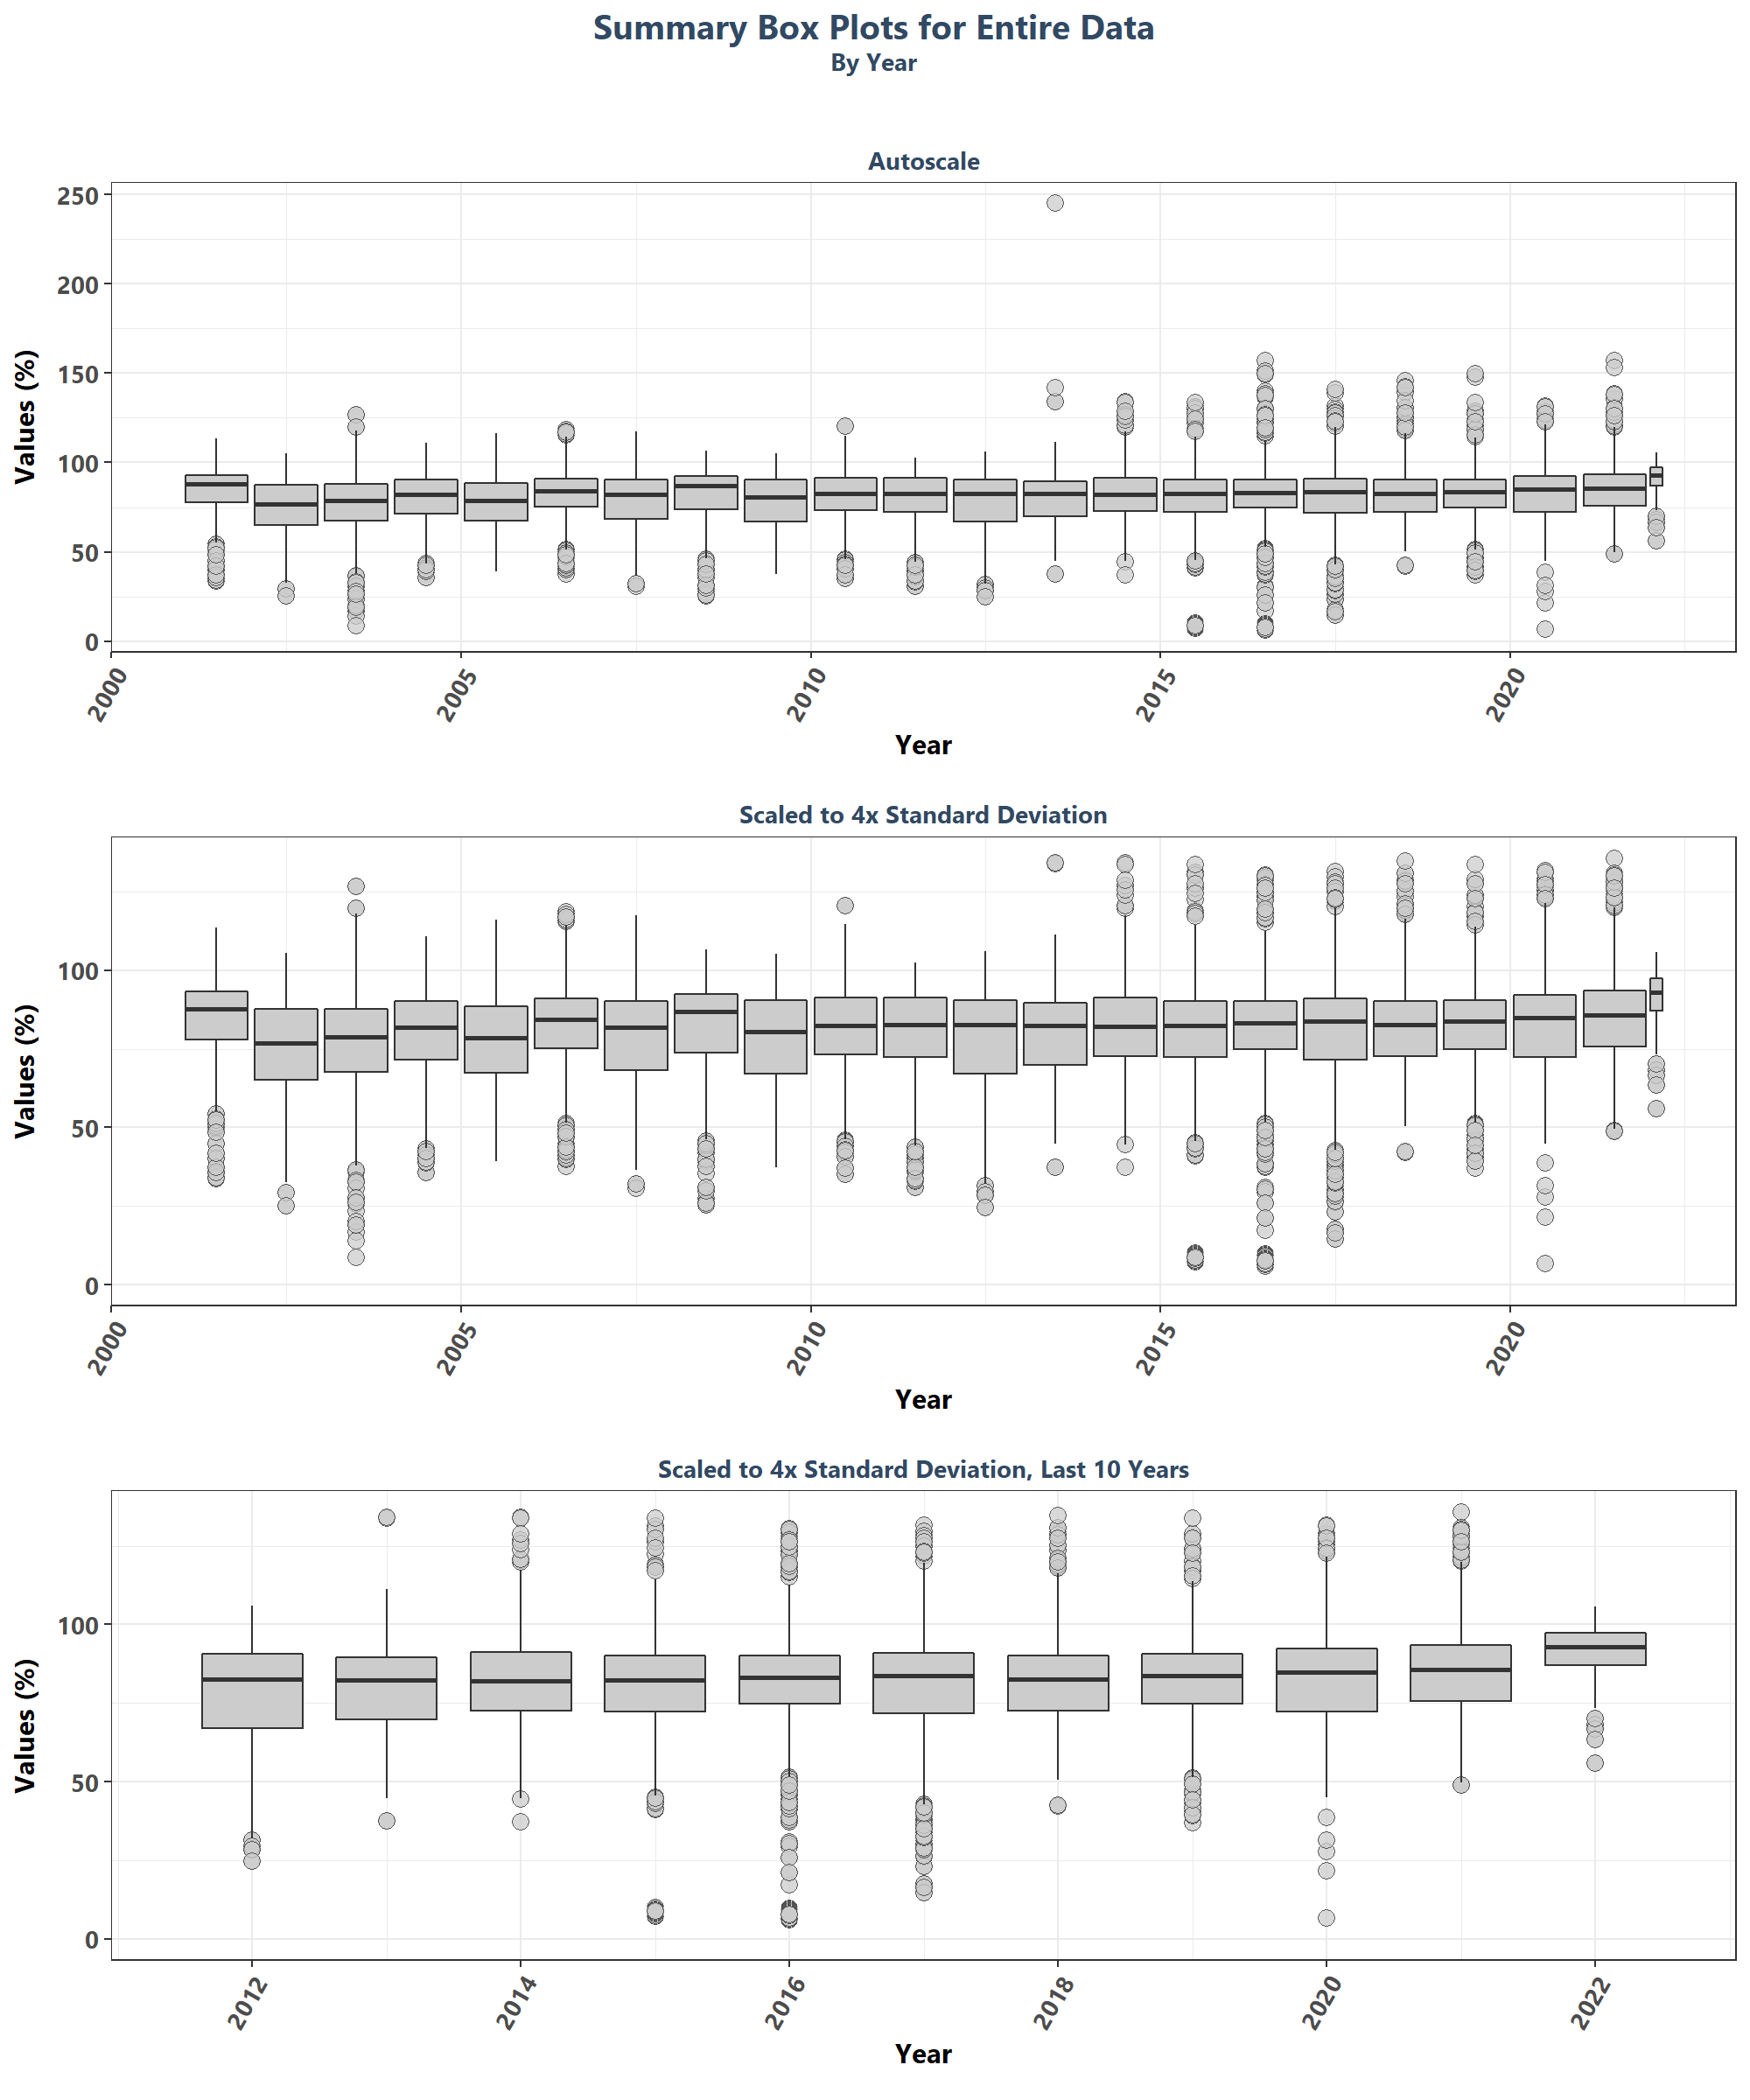 Summary Box Plots for Entire Data
By Year
Autoscale
Values (%)
250
200
150
100
50
0
2000
2005
2010
2015
2020
Year
Scaled to 4x Standard Deviation
Values (%)
100
50
0
2000
2005
2010
2015
2020
Year
Scaled to 4x Standard Deviation, Last 10 Years
Values (%)
100
50
0
2012
2014
2016
2018
2020
2022
Year